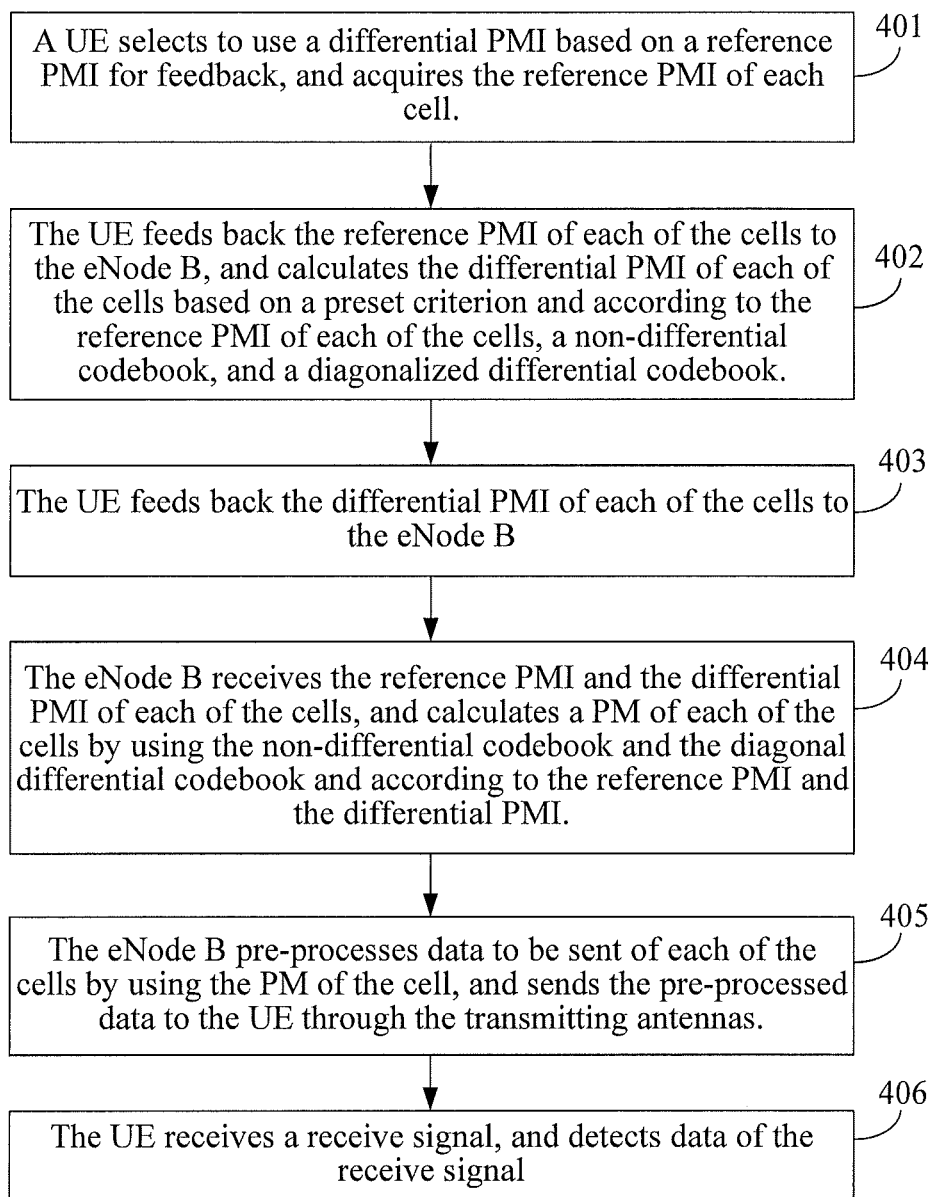 A UE selects to use a differential PMI based on a reference
PMI for feedback, and acquires the reference PMI of each
cell.
401
The UE feeds back the reference PMI of each of the cells to
the eNode B, and calculates the differential PMI of each of
the cells based on a preset criterion and according to the
reference PMI of each of the cells, a non-differential
codebook, and a diagonalized differential codebook.
402
The UE feeds back the differential PMI of each of the cells to
the eNode B
403
The eNode B receives the reference PMI and the differential
PMI of each of the cells, and calculates a PM of each of the
cells by using the non-differential codebook and the diagonal
differential codebook and according to the reference PMI and
the differential PMI.
404
The eNode B pre-processes data to be sent of each of the
cells by using the PM of the cell, and sends the pre-processed
data to the UE through the transmitting antennas.
405
The UE receives a receive signal, and detects data of the
receive signal
406